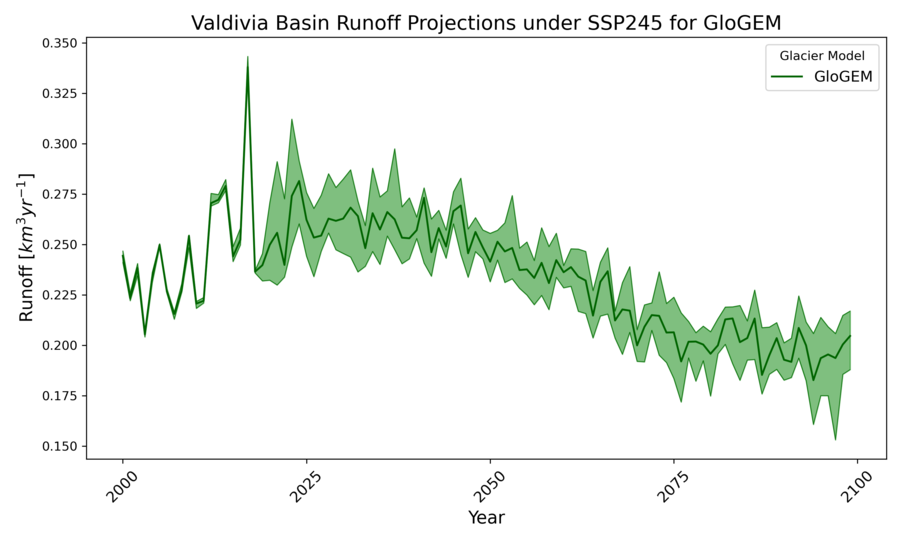 Valdivia Basin Runoff Projections under SSP245 for GloGEM
Glacier Model
GloGEM
Runoff [km³yr⁻¹]
0.350
0.325
0.300
0.275
0.250
0.225
0.200
0.175
0.150
2000
2025
2050
2075
2100
Year